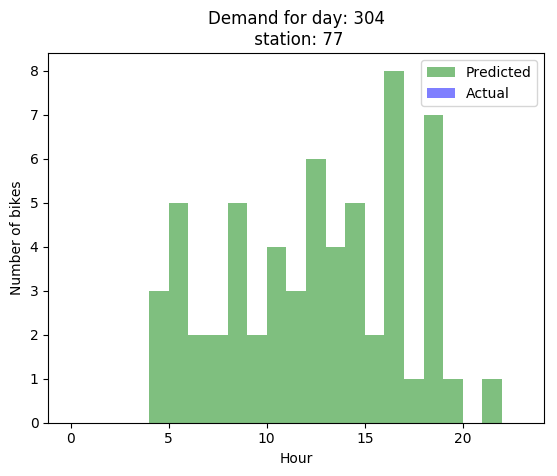 Demand for day: 304
station: 77
Predicted
Actual
Number of bikes
8
7
6
5
4
3
2
1
0
0 5 10 15 20
Hour